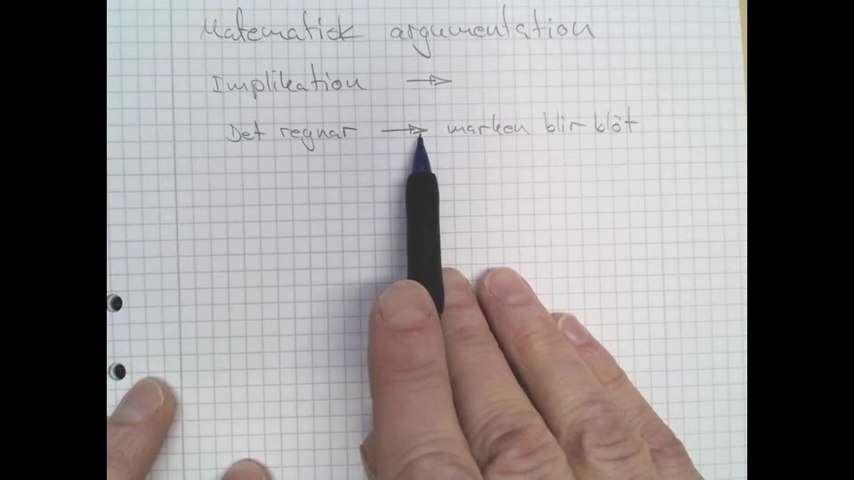 Matematisk argumentation
Implikation →
Det regnar → marken blir blöt